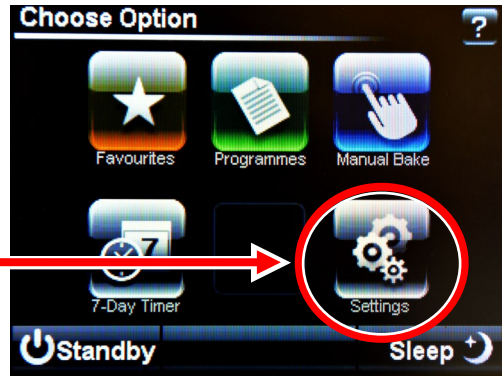 Choose Option ?
Favourites Programmes Manual Bake
7
7-Day Timer Settings
Standby Sleep